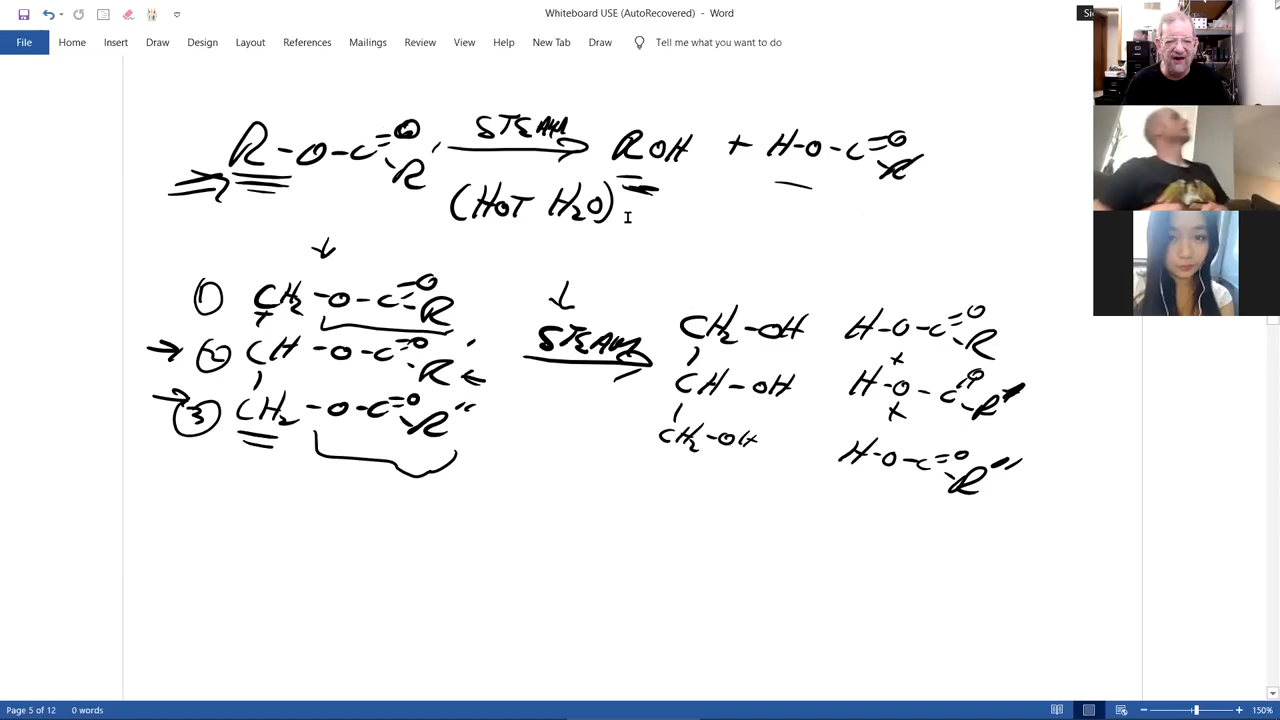 Whiteboard USE (AutoRecovered) - Word
File Home Insert Draw Design Layout References Mailings Review View Help New Tab Draw Tell me what you want to do
R-O-C=O STEAM ROH + H-O-C=O
-R' -R
(HOT H2O)
① CH2-O-C=O
-R
② CH-O-C=O
-R'
③ CH2-O-C=O
-R"
STEAM
CH2-OH H-O-C=O
-R
+
CH-OH H-O-C=O
-R'
+
CH2-OH H-O-C=O
-R"
Page 5 of 12 0 words 150%